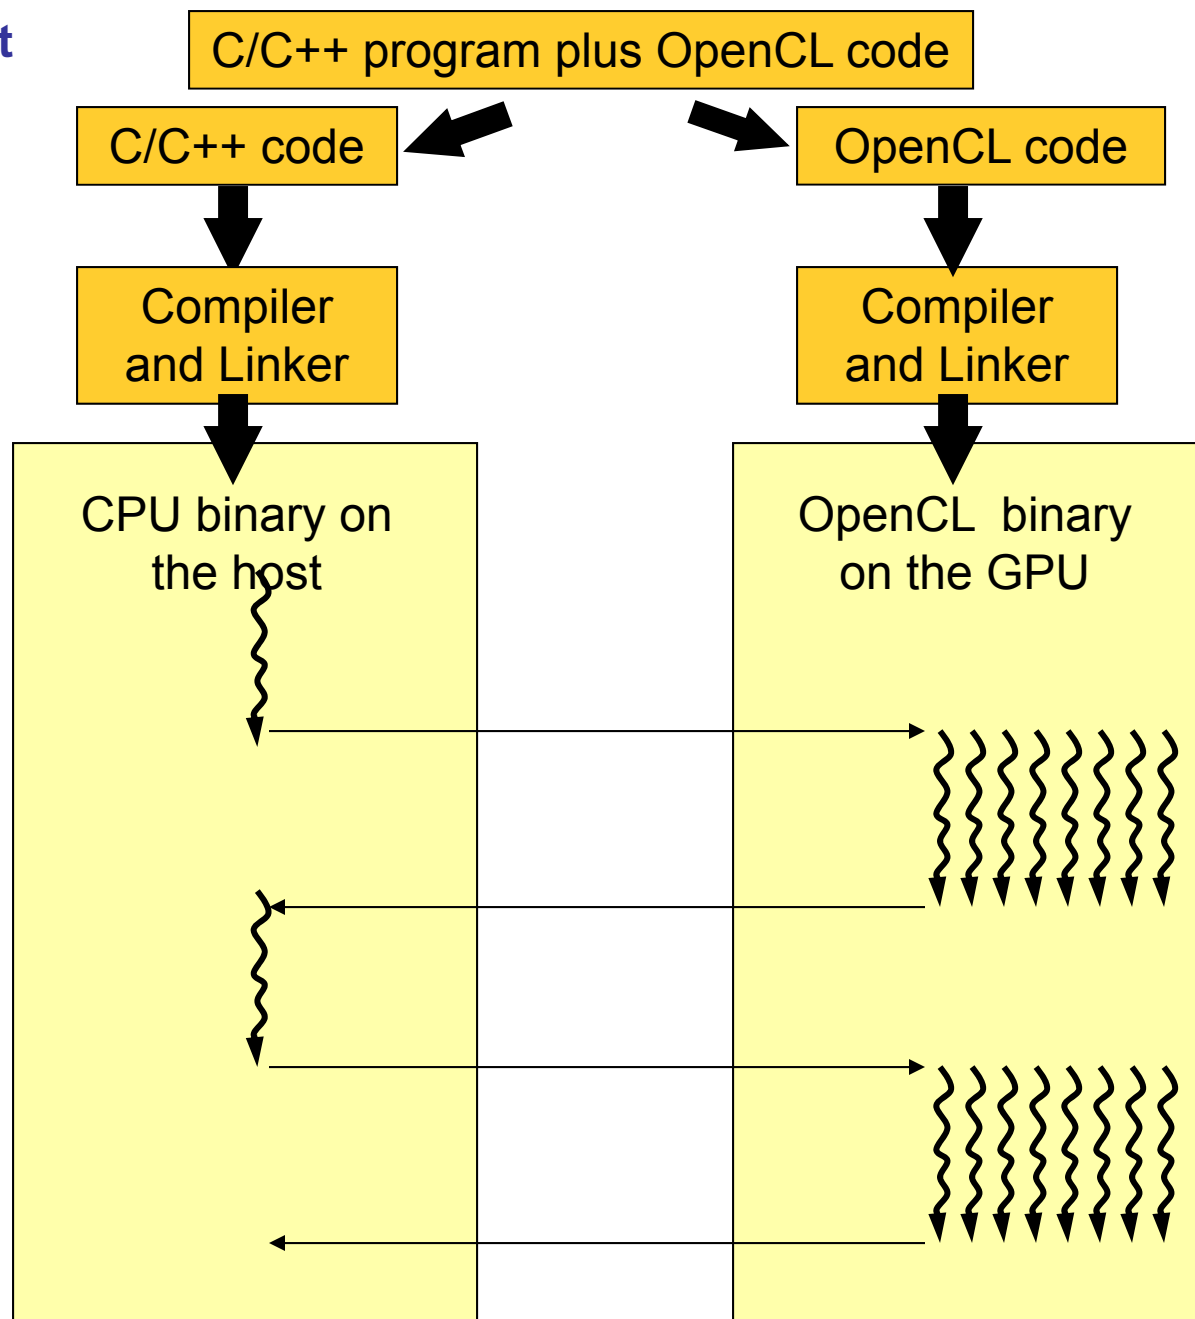 t
C/C++ program plus OpenCL code
C/C++ code
OpenCL code
Compiler
and Linker
Compiler
and Linker
CPU binary on
the host
OpenCL binary
on the GPU